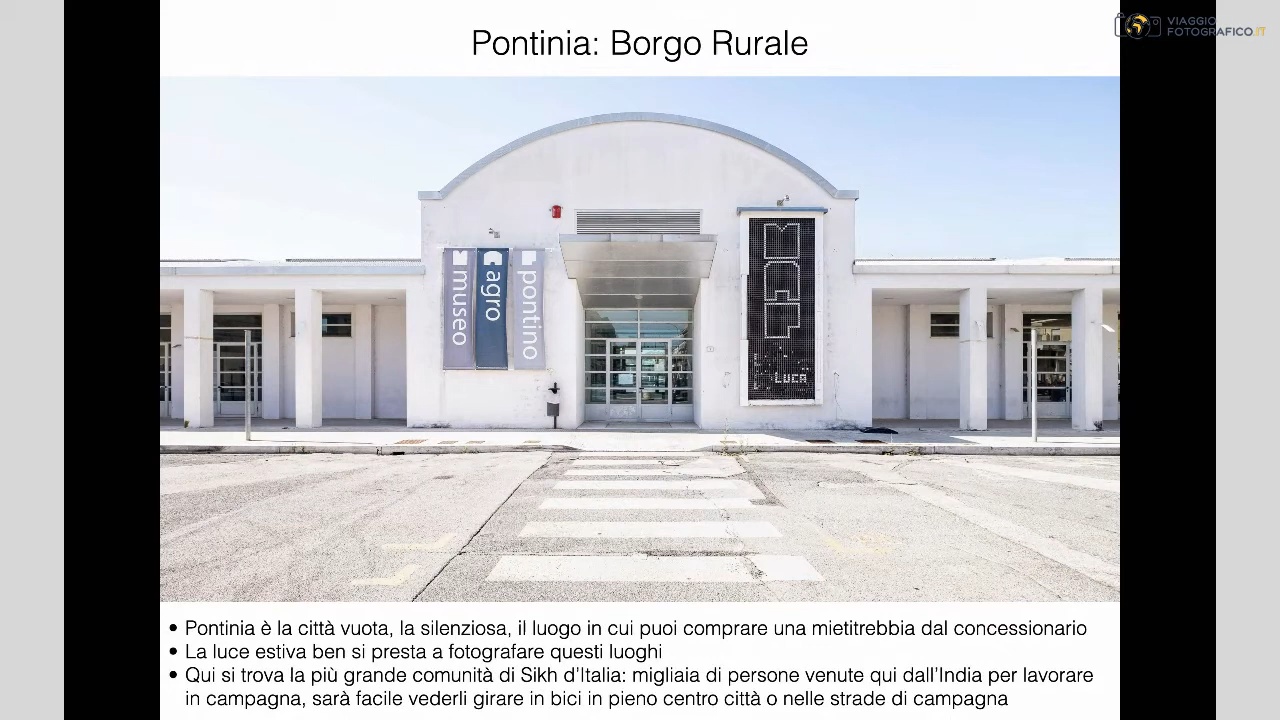 Pontinia: Borgo Rurale
VIAGGIO
FOTOGRAFICO.IT
museo
agro
pontino
LUCA
• Pontinia è la città vuota, la silenziosa, il luogo in cui puoi comprare una mietitrebbia dal concessionario
• La luce estiva ben si presta a fotografare questi luoghi
• Qui si trova la più grande comunità di Sikh d'Italia: migliaia di persone venute qui dall'India per lavorare
in campagna, sarà facile vederli girare in bici in pieno centro città o nelle strade di campagna